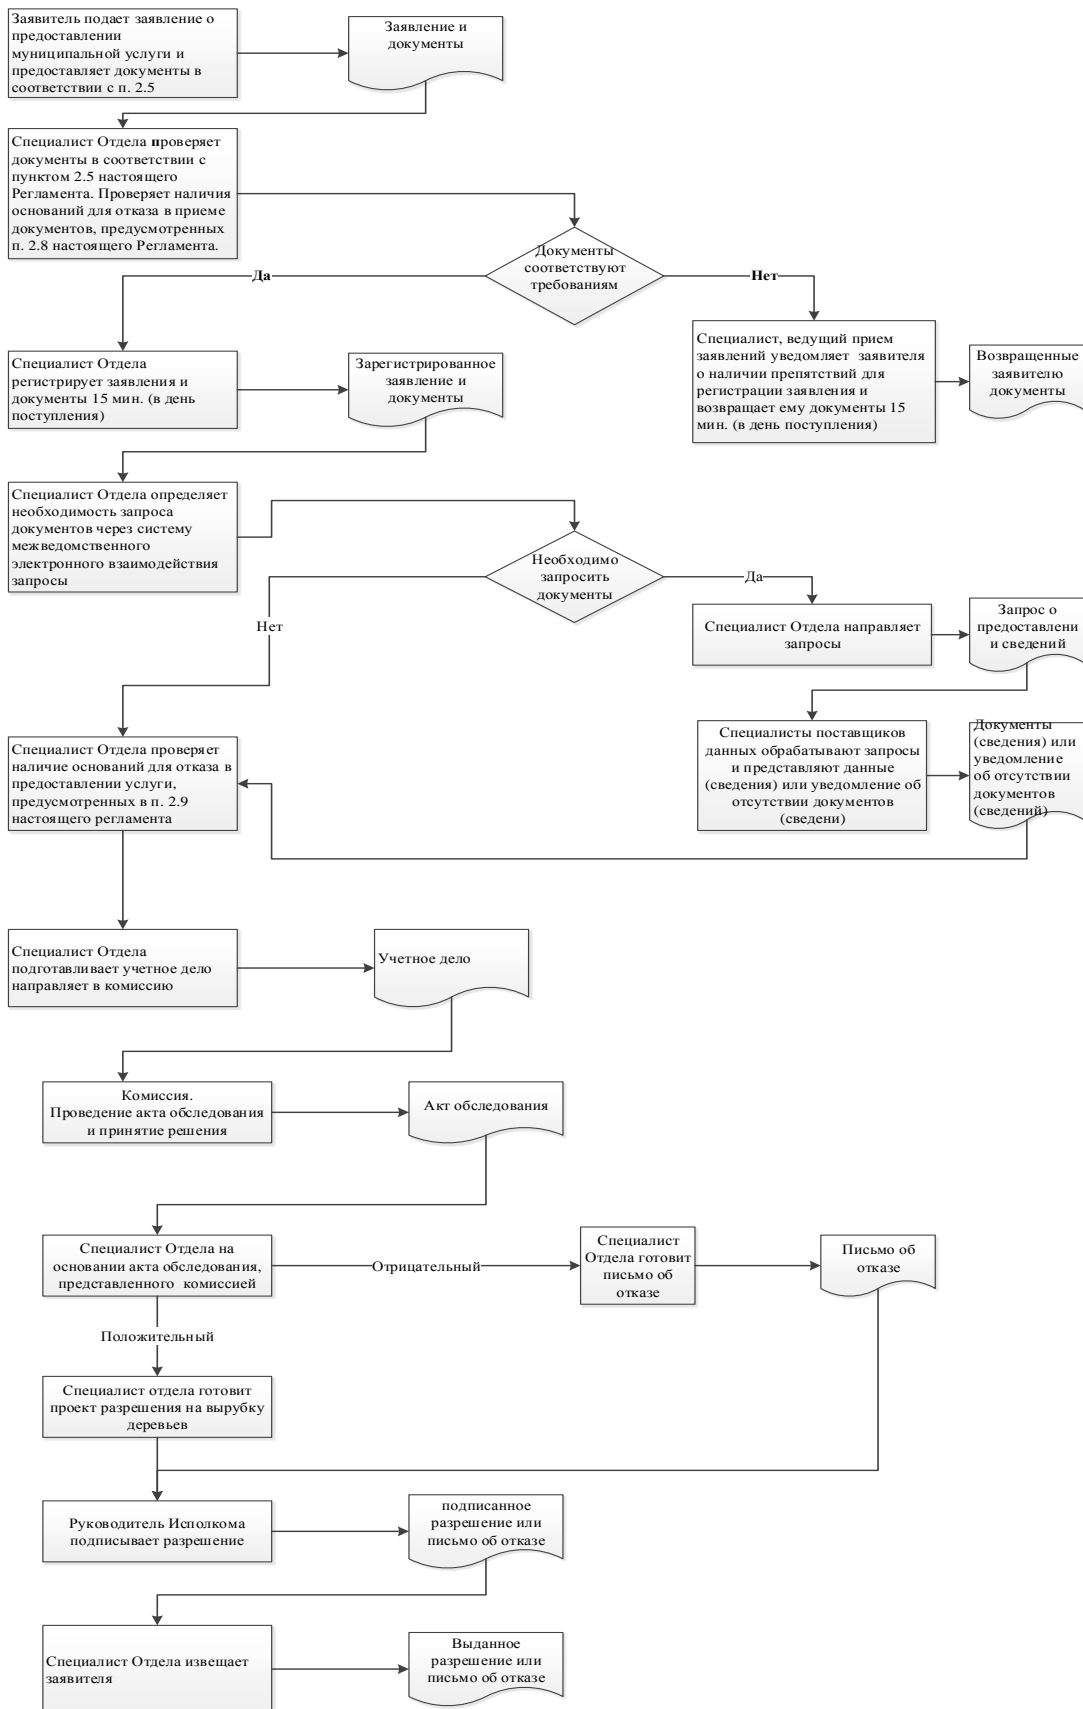 Заявитель подает заявление о
предоставлении
муниципальной услуги и
предоставляет документы в
соответствии с п. 2.5
Заявление и
документы
Специалист Отдела проверяет
документы в соответствии с
пунктом 2.5 настоящего
Регламента. Проверяет наличия
оснований для отказа в приеме
документов, предусмотренных
п. 2.8 настоящего Регламента.
Документы
соответствуют
требованиям
Да
Нет
Специалист Отдела
регистрирует заявления и
документы 15 мин. (в день
поступления)
Зарегистрированное
заявление и
документы
Специалист, ведущий прием
заявлений уведомляет заявителя
о наличии препятствий для
регистрации заявления и
возвращает ему документы 15
мин. (в день поступления)
Возвращенные
заявителю
документы
Специалист Отдела определяет
необходимость запроса
документов через систему
межведомственного
электронного взаимодействия
запросы
Необходимо
запросить
документы
Да
Нет
Специалист Отдела направляет
запросы
Запрос о
предоставлени
и сведений
Специалисты Отдела проверяет
наличие оснований для отказа в
предоставлении услуги,
предусмотренных в п. 2.9
настоящего регламента
Специалисты поставщиков
данных обрабатывают запросы
и представляют данные
(сведения) или уведомление об
отсутствии документов
(сведени)
Документы
(сведения) или
уведомление
об отсутствии
документов
(сведений)
Специалист Отдела
подготавливает учетное дело
направляет в комиссию
Учетное дело
Комиссия.
Проведение акта обследования
и принятие решения
Акт обследования
Специалист Отдела на
основании акта обследования,
представленного комиссией
Отрицательный
Специалист
Отдела готовит
письмо об
отказе
Письмо об
отказе
Положительный
Специалист отдела готовит
проект разрешения на вырубку
деревьев
Руководитель Исполкома
подписывает разрешение
подписанное
разрешение или
письмо об отказе
Специалист Отдела извещает
заявителя
Выданное
разрешение или
письмо об отказе